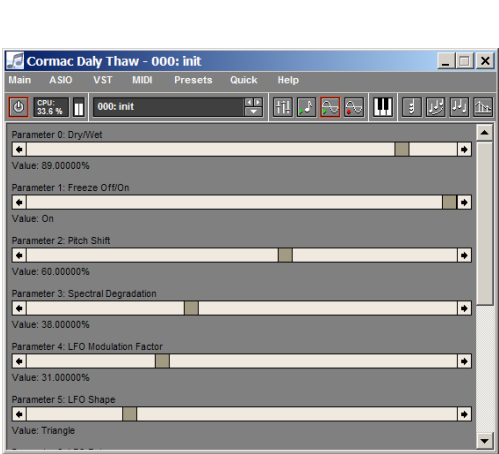 Cormac Daly Thaw - 000: init
Main ASIO VST MIDI Presets Quick Help
CPU:
33.6 %
000: init
Parameter 0: Dry/Wet
Value: 89.00000%
Parameter 1: Freeze Off/On
Value: On
Parameter 2: Pitch Shift
Value: 60.00000%
Parameter 3: Spectral Degradation
Value: 38.00000%
Parameter 4: LFO Modulation Factor
Value: 31.00000%
Parameter 5: LFO Shape
Value: Triangle